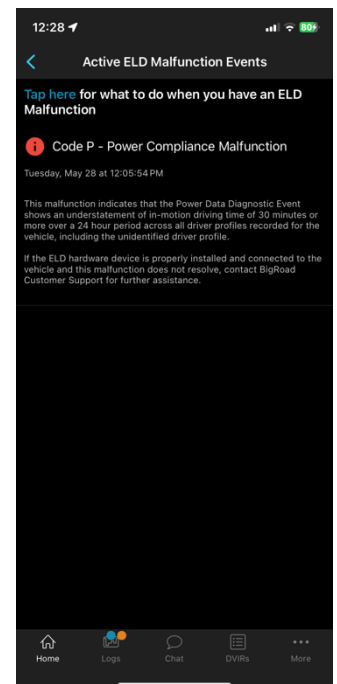 12:28
80
Active ELD Malfunction Events
Tap here for what to do when you have an ELD
Malfunction
Code P - Power Compliance Malfunction
Tuesday, May 28 at 12:05:54 PM
This malfunction indicates that the Power Data Diagnostic Event
shows an understatement of in-motion driving time of 30 minutes or
more over a 24 hour period across all driver profiles recorded for the
vehicle, including the unidentified driver profile.
If the ELD hardware device is properly installed and connected to the
vehicle and this malfunction does not resolve, contact BigRoad
Customer Support for further assistance.
Home Logs Chat DVIRs More